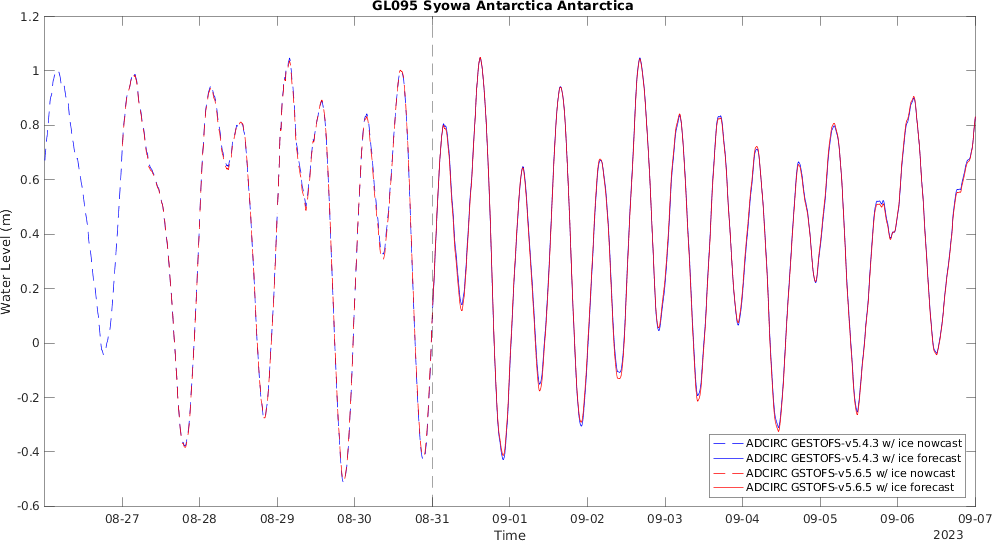 GL095 Syowa Antarctica Antarctica
1.2
1
0.8
0.6
0.4
0.2
0
-0.2
-0.4
-0.6
Water Level (m)
08-27 08-28 08-29 08-30 08-31 09-01 09-02 09-03 09-04 09-05 09-06 09-07
Time
2023
ADCIRC GESTOFS-v5.4.3 w/ ice nowcast
ADCIRC GESTOFS-v5.4.3 w/ ice forecast
ADCIRC GSTOFS-v5.6.5 w/ ice nowcast
ADCIRC GSTOFS-v5.6.5 w/ ice forecast